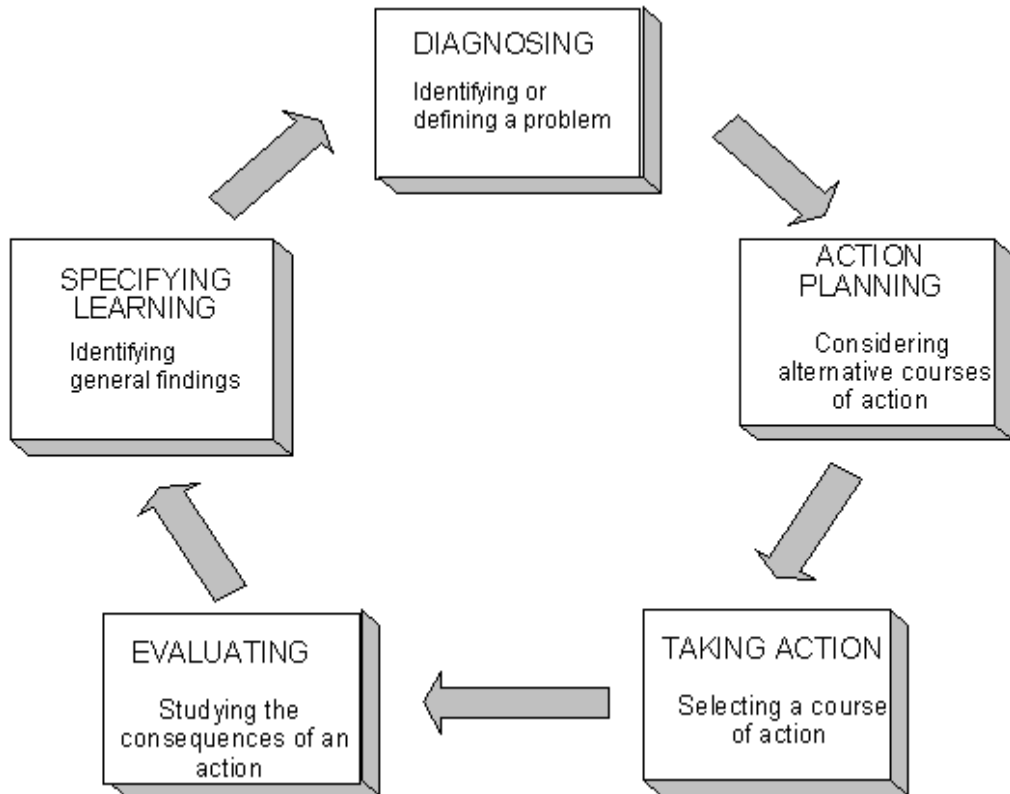 DIAGNOSING
Identifying or
defining a problem
ACTION
PLANNING
Considering
alternative courses
of action
TAKING ACTION
Selecting a course
of action
EVALUATING
Studying the
consequences of an
action
SPECIFYING
LEARNING
Identifying
general findings